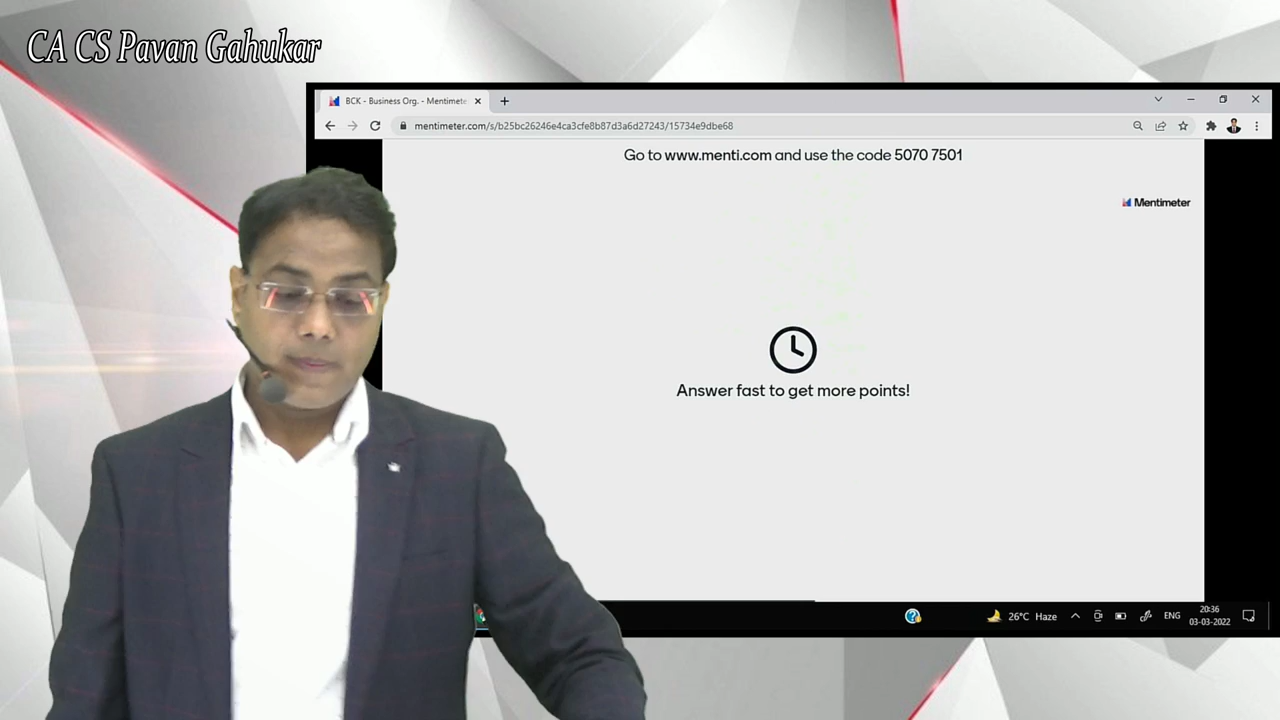 CA CS Pavan Gahukar
BCK - Business Org. - Mentimete
mentimeter.com/s/b25bc26246e4ca3cfe8b87d3a6d27243/15734e9dbe68
Go to www.menti.com and use the code 5070 7501
Mentimeter
Answer fast to get more points!
26°C Haze
ENG
20:36
03-03-2022